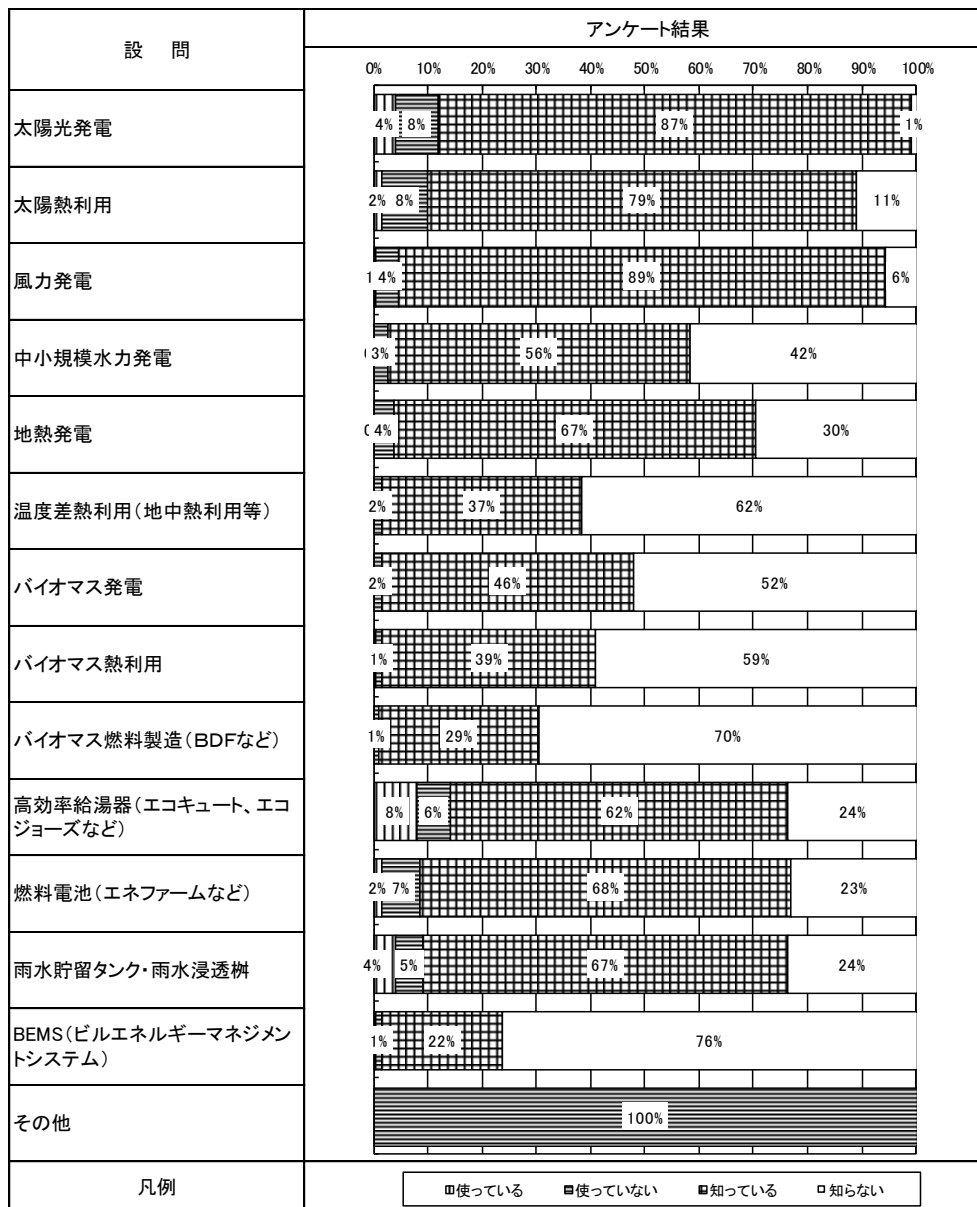 設 問
アンケート結果
0% 10% 20% 30% 40% 50% 60% 70% 80% 90% 100%
太陽光発電
4% 8% 87% 1%
太陽熱利用
2% 8% 79% 11%
風力発電
1 4% 89% 6%
中小規模水力発電
3% 56% 42%
地熱発電
4% 67% 30%
温度差熱利用(地中熱利用等)
2% 37% 62%
バイオマス発電
2% 46% 52%
バイオマス熱利用
1% 39% 59%
バイオマス燃料製造(BDFなど)
1% 29% 70%
高効率給湯器(エコキュート、エコ
ジョーズなど)
8% 6% 62% 24%
燃料電池(エネファームなど)
2% 7% 68% 23%
雨水貯留タンク・雨水浸透桝
4% 5% 67% 24%
BEMS(ビルエネルギーマネジメン
トシステム)
1% 22% 76%
その他
100%
凡例
使っている 使っていない 知っている 知らない